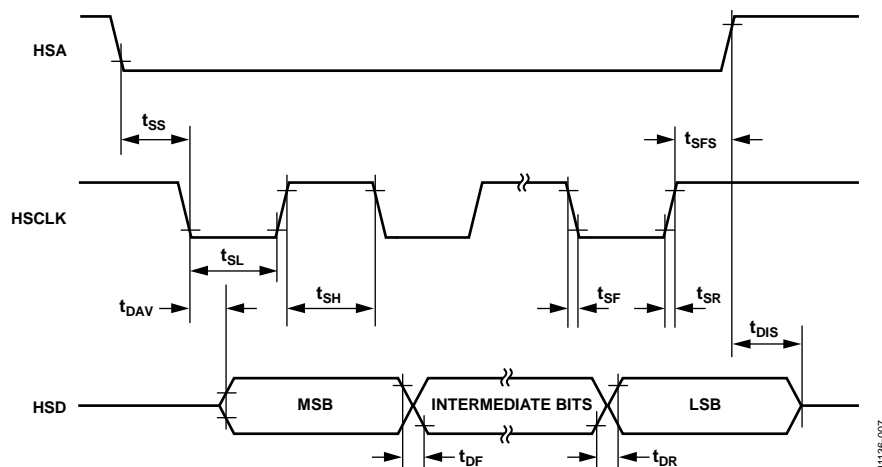 HSA
tSS
tSFS
HSCLK
tSL
tSH
tSF
tSR
tDAV
tDIS
HSD
MSB
INTERMEDIATE BITS
LSB
tDF
tDR